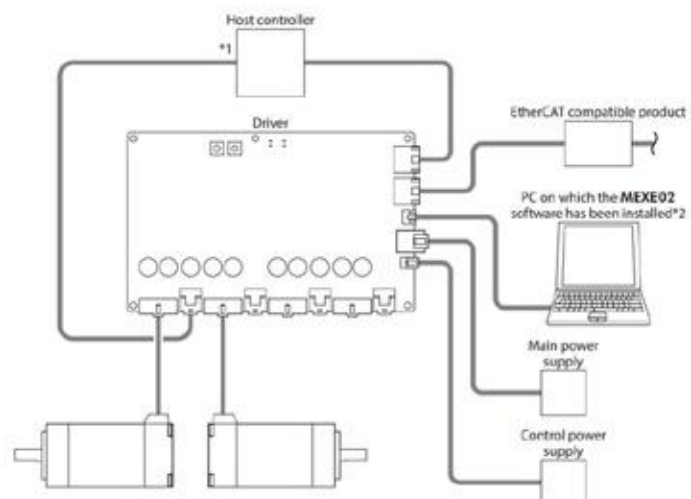 Host controller
*1
EtherCAT compatible product
Driver
PC on which the MEXE02
software has been installed*2
Main power
supply
Control power
supply